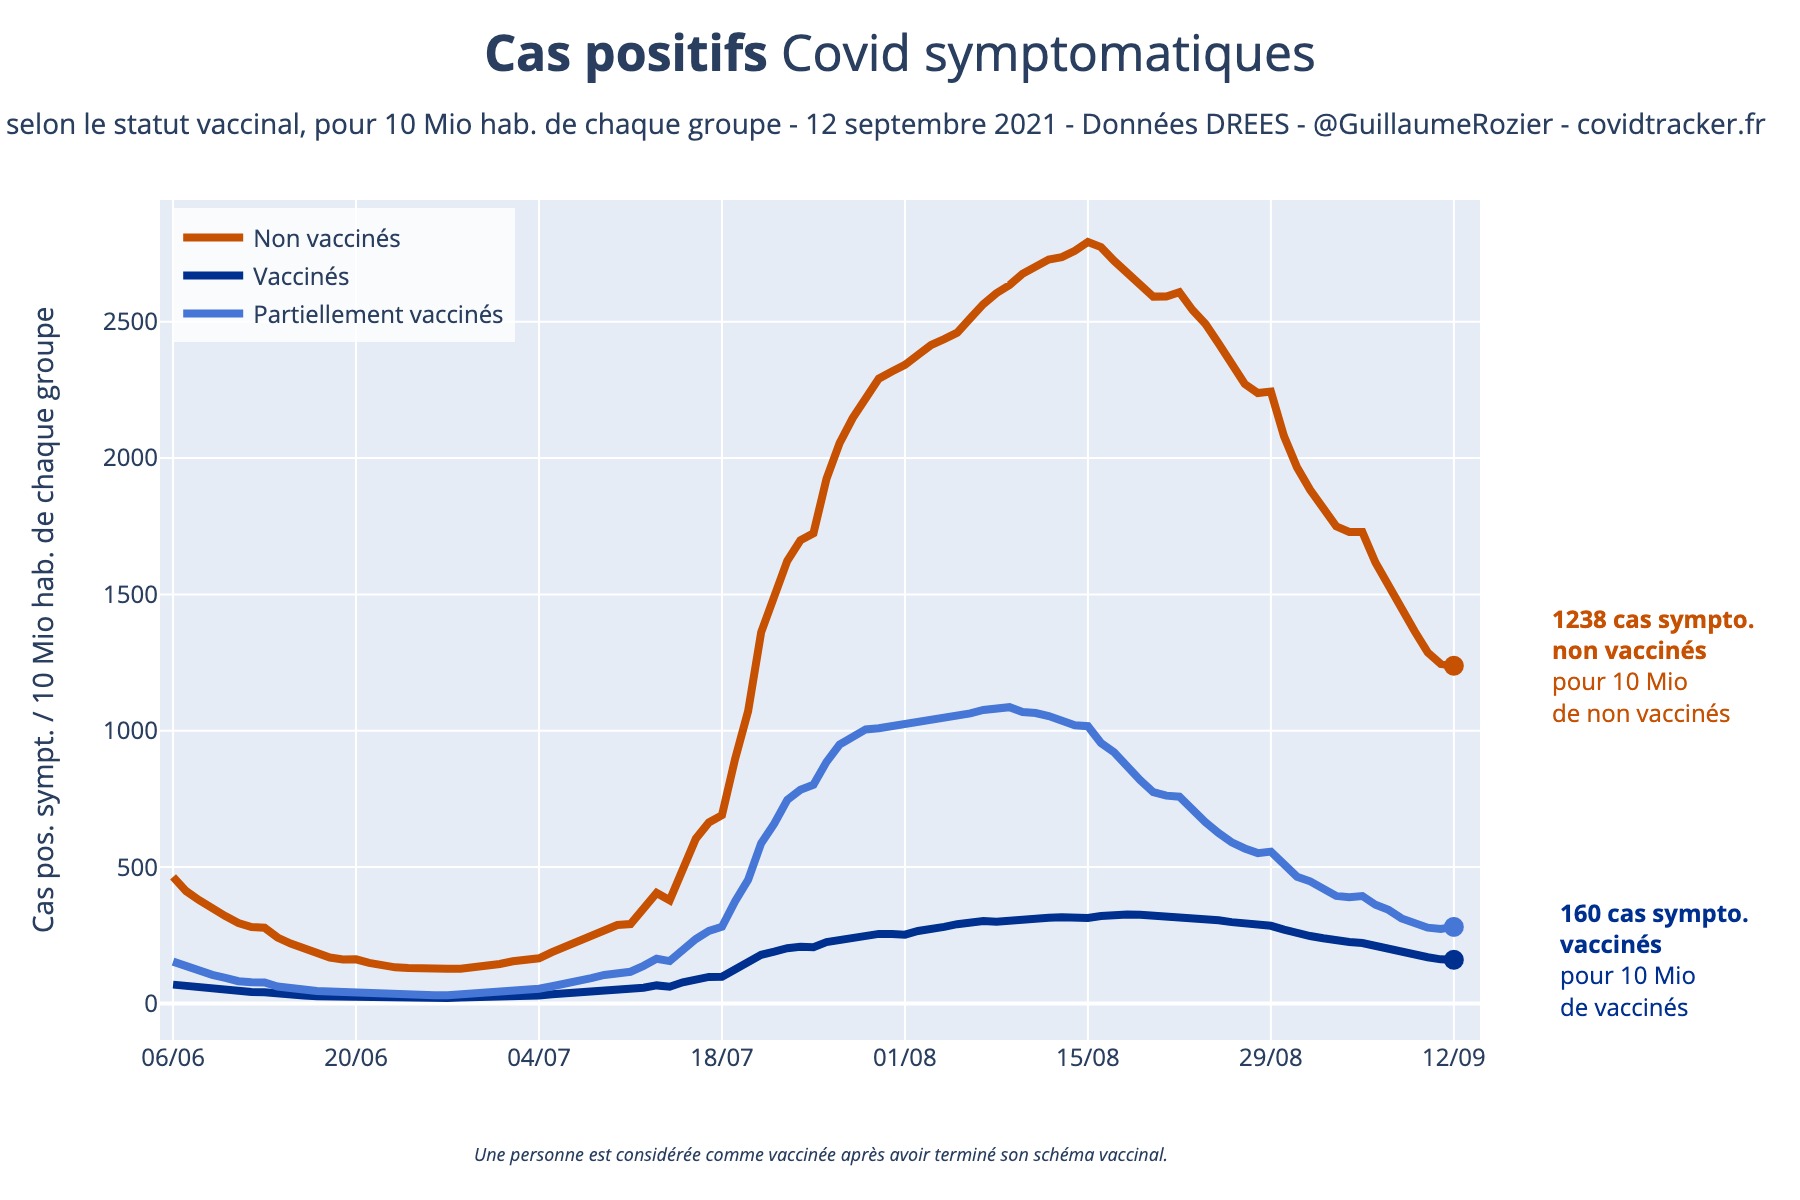 Cas positifs Covid symptomatiques
selon le statut vaccinal, pour 10 Mio hab. de chaque groupe - 12 septembre 2021 - Données DREES - @GuillaumeRozier - covidtracker.fr
Non vaccinés
Vaccinés
Partiellement vaccinés
Cas pos. sympt. / 10 Mio hab. de chaque groupe
2500
2000
1500
1000
500
0
06/06
20/06
04/07
18/07
01/08
15/08
29/08
12/09
1238 cas sympto.
non vaccinés
pour 10 Mio
de non vaccinés
160 cas sympto.
vaccinés
pour 10 Mio
de vaccinés
Une personne est considérée comme vaccinée après avoir terminé son schéma vaccinal.